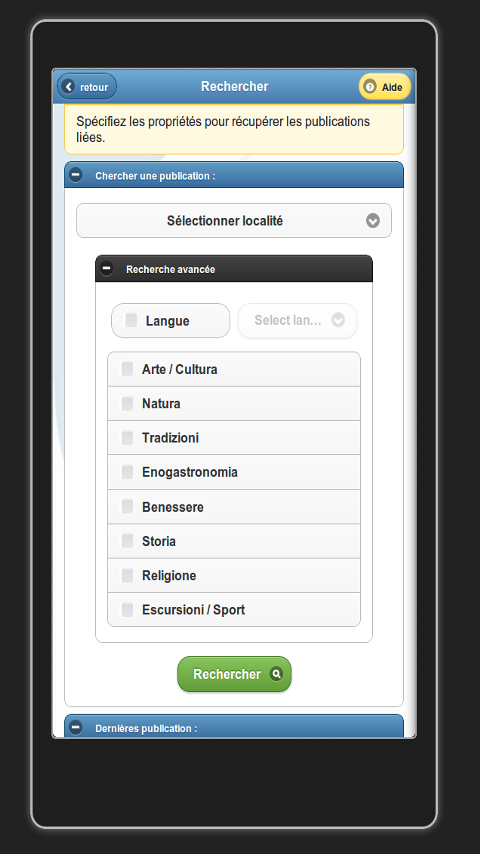 retour
Rechercher
Aide
Spécifiez les propriétés pour récupérer les publications
liées.
Chercher une publication :
Sélectionner localité
Recherche avancée
Langue
Select lan...
Arte / Cultura
Natura
Tradizioni
Enogastronomia
Benessere
Storia
Religione
Escursioni / Sport
Rechercher
Dernières publication :